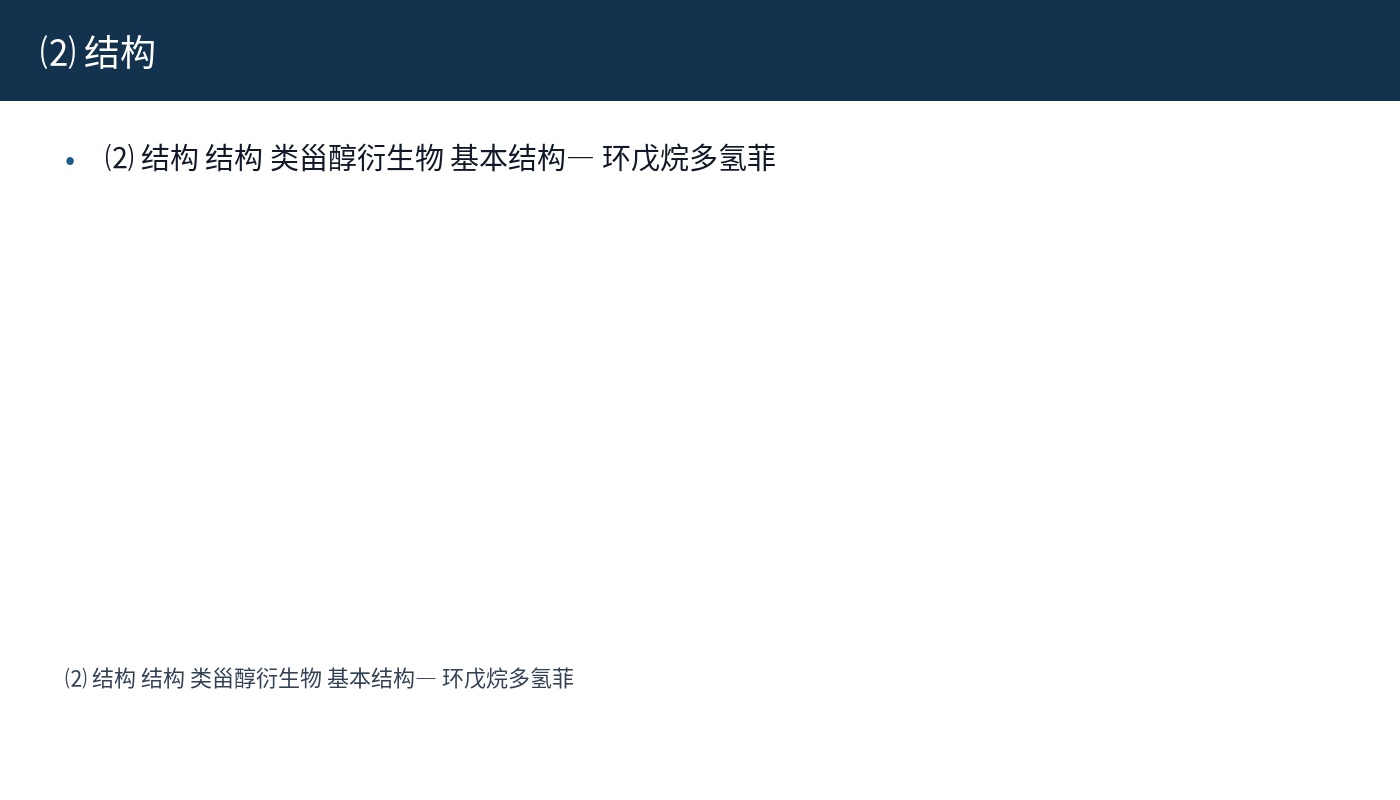 ⑵ 结构
• ⑵ 结构 结构 类甾醇衍生物 基本结构— 环戊烷多氢菲
⑵ 结构 结构 类甾醇衍生物 基本结构— 环戊烷多氢菲